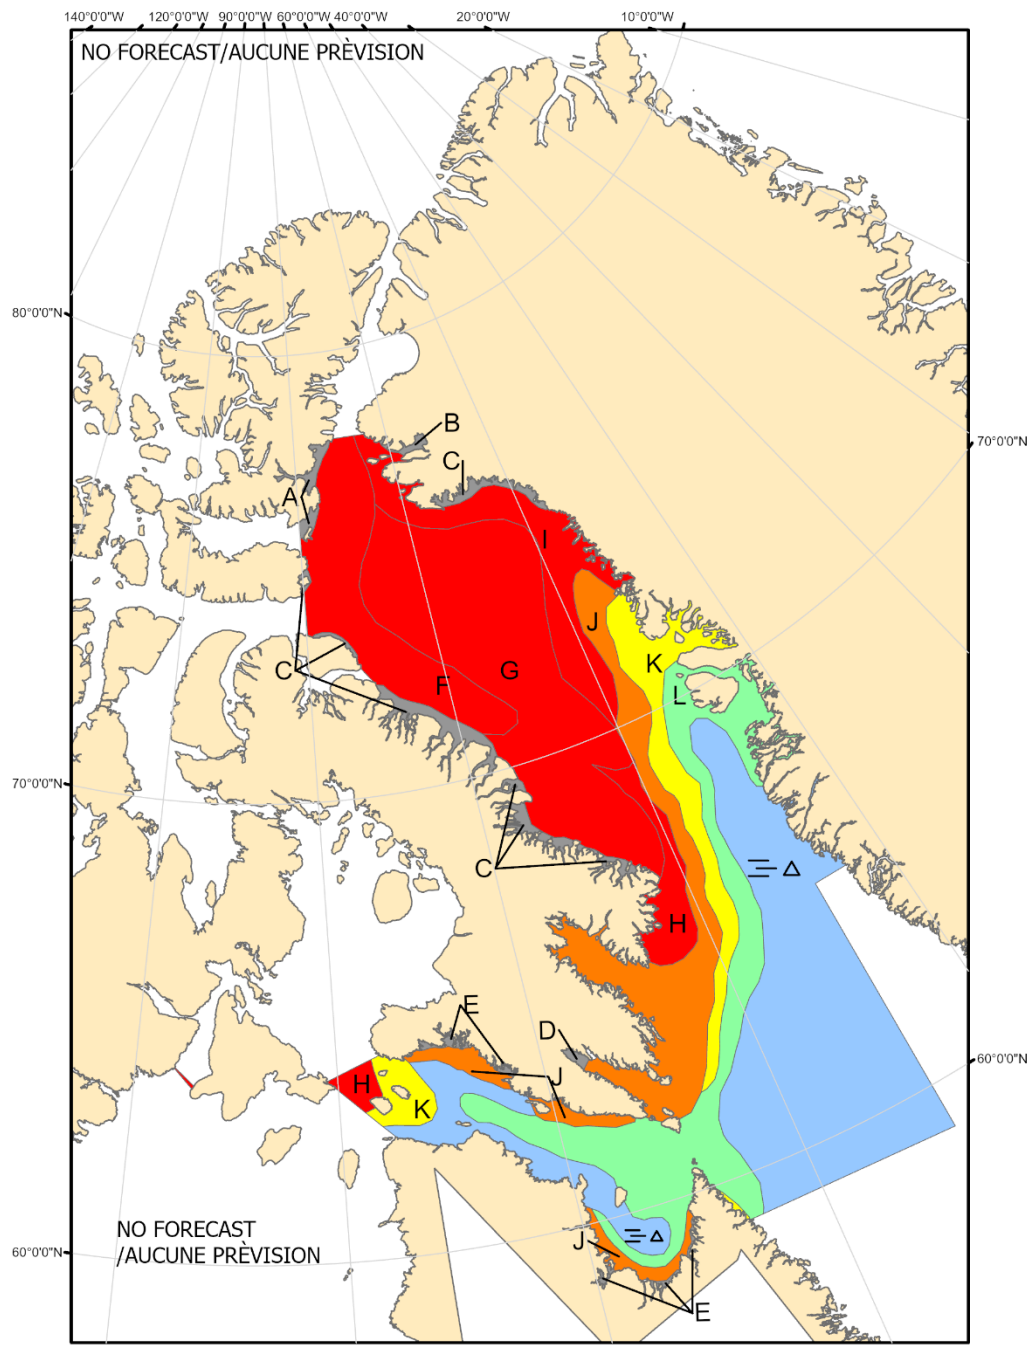 140°0'0"W 120°0'0"W 90°0'0"W 60°0'0"W 40°0'0"W 20°0'0"W 10°0'0"W
NO FORECAST/AUCUNE PRÈVISION
80°0'0"N
B
C
70°0'0"N
A
I
J
K
C
G
F
L
70°0'0"N
C
H
E
D
60°0'0"N
J
H
K
NO FORECAST
/AUCUNE PRÈVISION
J
60°0'0"N
E